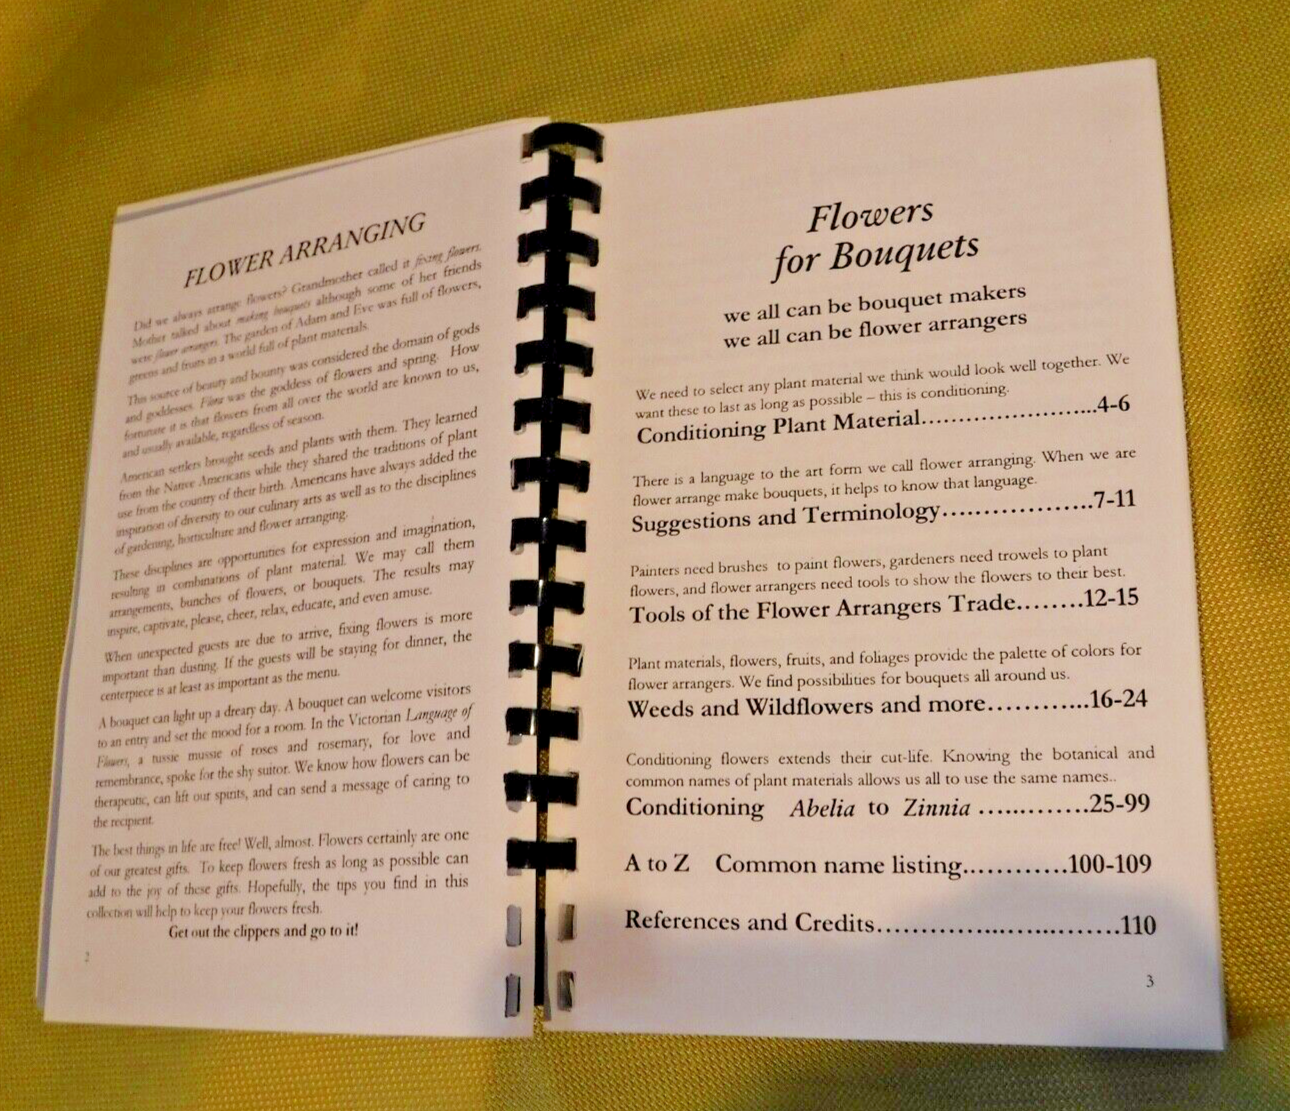 FLOWER ARRANGING
Did we always arrange flowers? Grandmother called it fixing flowers.
Mother talked about making bouquets although some of her friends
were flower arrangers. The garden of Adam and Eve was full of flowers,
greens and fruits in a world full of plant materials.
This source of beauty and bounty was considered the domain of gods
and goddesses. Flora was the goddess of flowers and spring. How
fortunate it is that flowers from all over the world are known to us,
and usually available, regardless of season.
American settlers brought seeds and plants with them. They learned
from the Native Americans while they shared the traditions of plant
use from the country of their birth. Americans have always added the
inspiration of diversity to our culinary arts as well as to the disciplines
of gardening, horticulture and flower arranging.
These disciplines are opportunities for expression and imagination,
resulting in combinations of plant material. We may call them
arrangements, bunches of flowers, or bouquets. The results may
inspire, captivate, please, cheer, relax, educate, and even amuse.
When unexpected guests are due to arrive, fixing flowers is more
important than dusting. If the guests will be staying for dinner, the
centerpiece is at least as important as the menu.
A bouquet can light up a dreary day. A bouquet can welcome visitors
to an entry and set the mood for a room. In the Victorian Language of
Flowers, a tussie mussie of roses and rosemary, for love and
remembrance, spoke for the shy suitor. We know how flowers can be
therapeutic, can lift our spirits, and can send a message of caring to
the recipient.
The best things in life are free! Well, almost. Flowers certainly are one
of our greatest gifts. To keep flowers fresh as long as possible can
add to the joy of these gifts. Hopefully, the tips you find in this
collection will help to keep your flowers fresh.
Get out the clippers and go to it!
2
Flowers
for Bouquets
we all can be bouquet makers
we all can be flower arrangers
We need to select any plant material we think would look well together. We
want these to last as long as possible – this is conditioning.
Conditioning Plant Material........................4-6
There is a language to the art form we call flower arranging. When we are
flower arrange make bouquets, it helps to know that language.
Suggestions and Terminology..................7-11
Painters need brushes to paint flowers, gardeners need trowels to plant
flowers, and flower arrangers need tools to show the flowers to their best.
Tools of the Flower Arrangers Trade........12-15
Plant materials, flowers, fruits, and foliages provide the palette of colors for
flower arrangers. We find possibilities for bouquets all around us.
Weeds and Wildflowers and more............16-24
Conditioning flowers extends their cut-life. Knowing the botanical and
common names of plant materials allows us all to use the same names..
Conditioning Abelia to Zinnia .............25-99
A to Z Common name listing............100-109
References and Credits..........................110
3